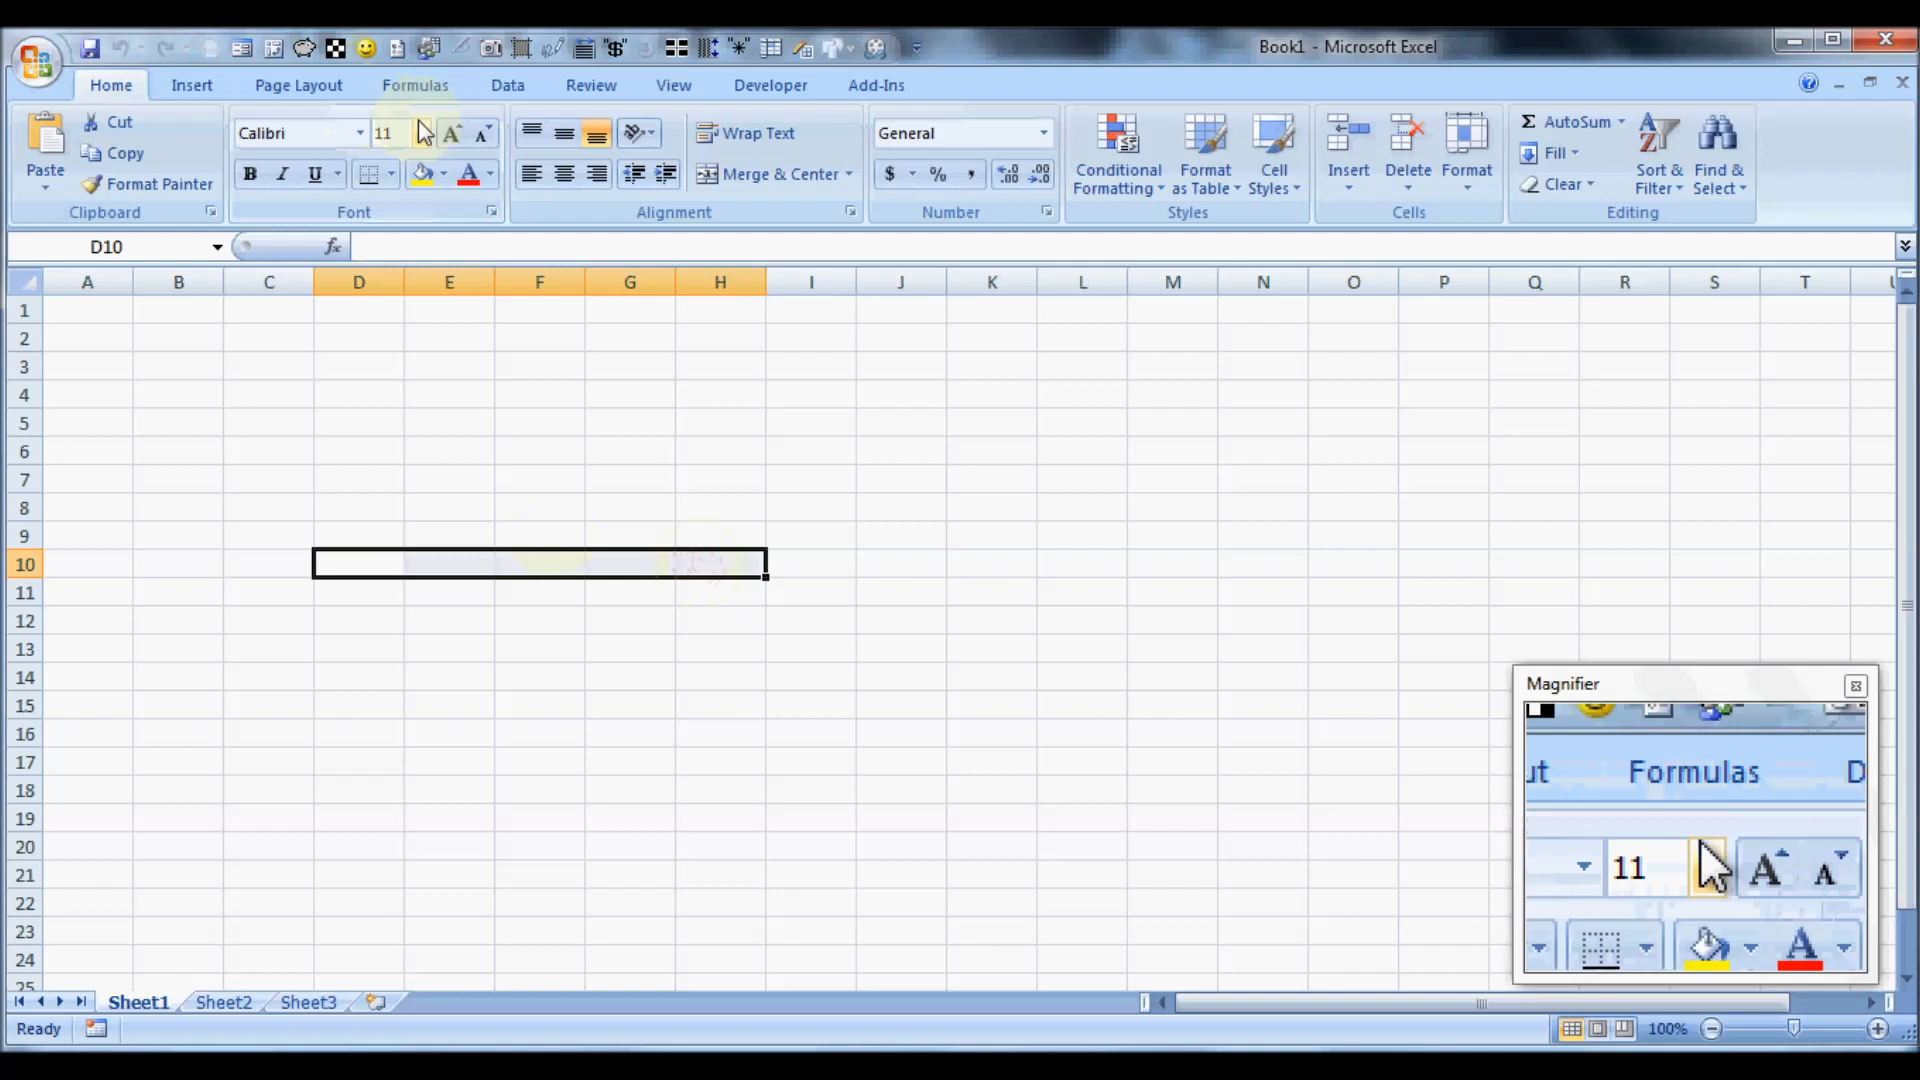 Book1 - Microsoft Excel
Home Insert Page Layout Formulas Data Review View Developer Add-Ins
Cut
Copy
Format Painter
Paste
Clipboard
Calibri 11
B I U A
Font
Wrap Text
Merge & Center
Alignment
General
$ % ,
Number
Conditional Formatting
Format as Table
Cell Styles
Styles
Insert Delete Format
Cells
Σ AutoSum
Fill
Clear
Sort & Filter
Find & Select
Editing
D10 fx
A B C D E F G H I J K L M N O P Q R S T
1
2
3
4
5
6
7
8
9
10
11
12
13
14
15
16
17
18
19
20
21
22
23
24
25
Magnifier
ut Formulas D
11 A A
A
Sheet1 Sheet2 Sheet3
Ready 100%